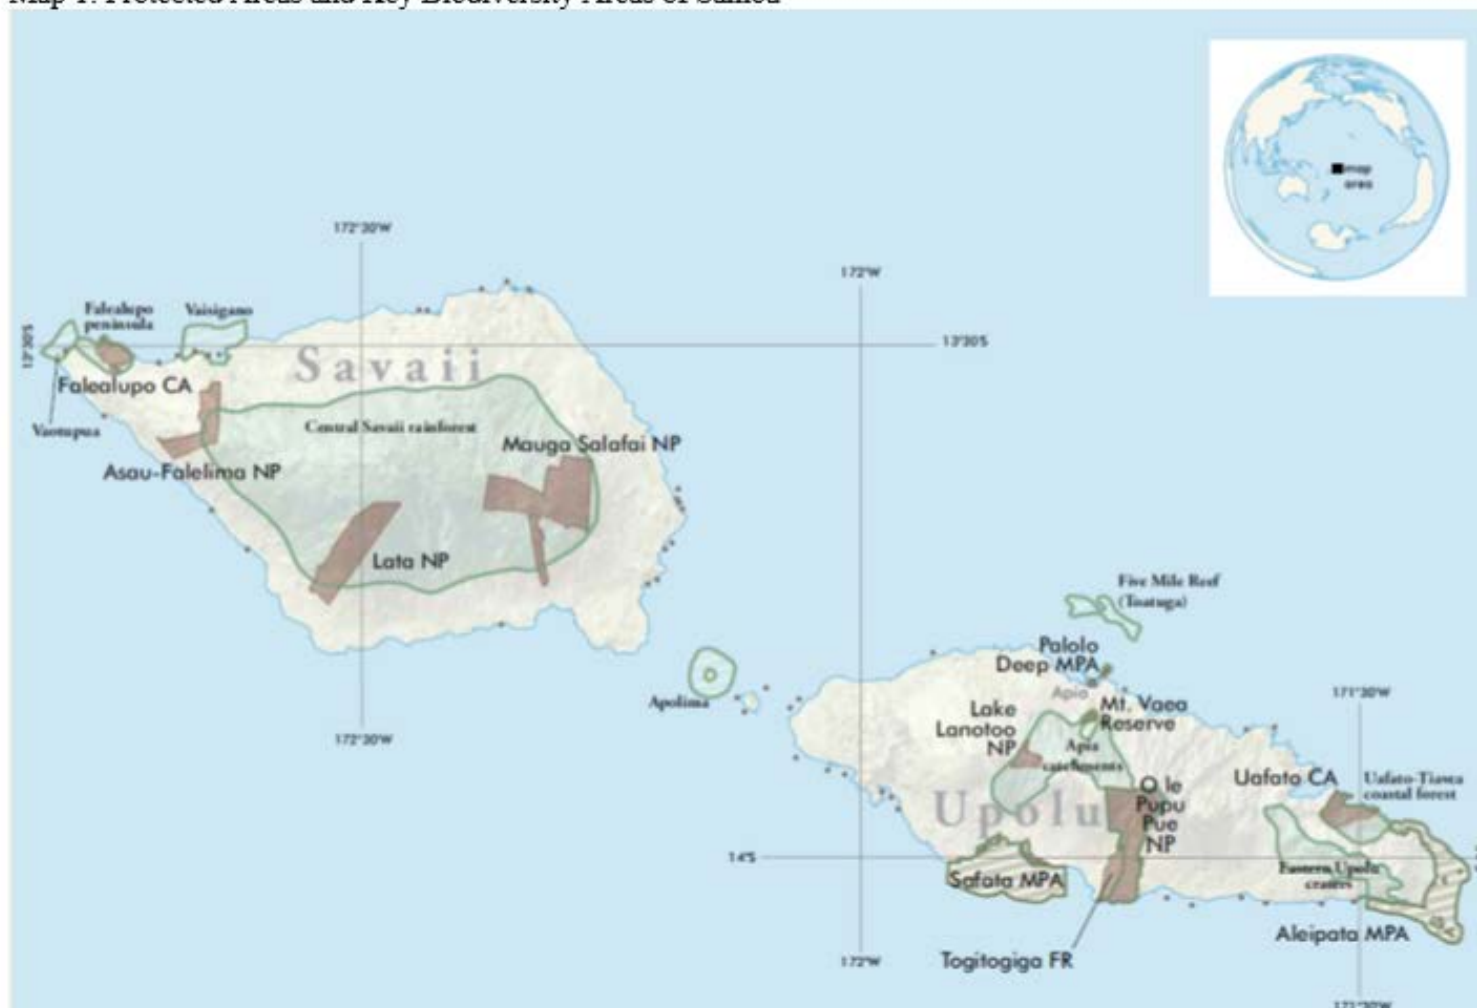 Map 1: Protected Areas and Key Biodiversity Areas of Samoa
map
area
172°30'W
172°W
Falealupo
peninsula
Vaisigano
13°30'S
13°30'S
Savaii
Falealupo CA
Vaotupua
Central Savaii rainforest
Mauga Salafai NP
Asau-Falelima NP
Lata NP
Five Mile Reef
(Toatuga)
Palolo
Deep MPA
Apia
Apolima
171°30'W
172°30'W
Lake
Lanotoo
NP
Mt. Vaea
Reserve
Apia
catchments
Uafato CA
Uafato-Tiavea
coastal forest
O le
Pupu
Pue
NP
Upolu
14°S
Safata MPA
Eastern Upolu
craters
Aleipata MPA
Togitogiga FR
172°W
171°30'W